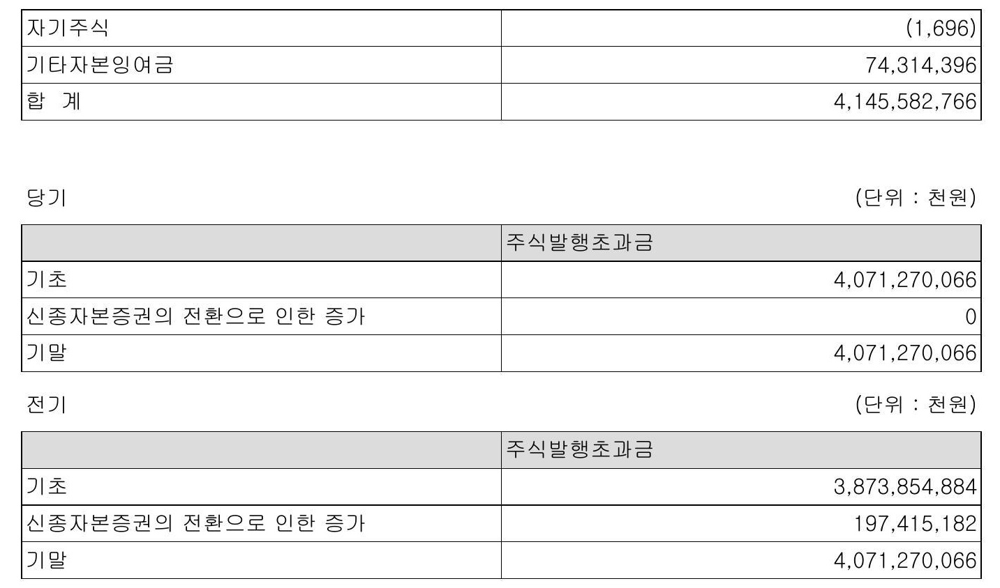 자기주식 (1,696)
기타자본잉여금 74,314,396
합 계 4,145,582,766
당기 (단위 : 천원)
주식발행초과금
기초 4,071,270,066
신종자본증권의 전환으로 인한 증가 0
기말 4,071,270,066
전기 (단위 : 천원)
주식발행초과금
기초 3,873,854,884
신종자본증권의 전환으로 인한 증가 197,415,182
기말 4,071,270,066